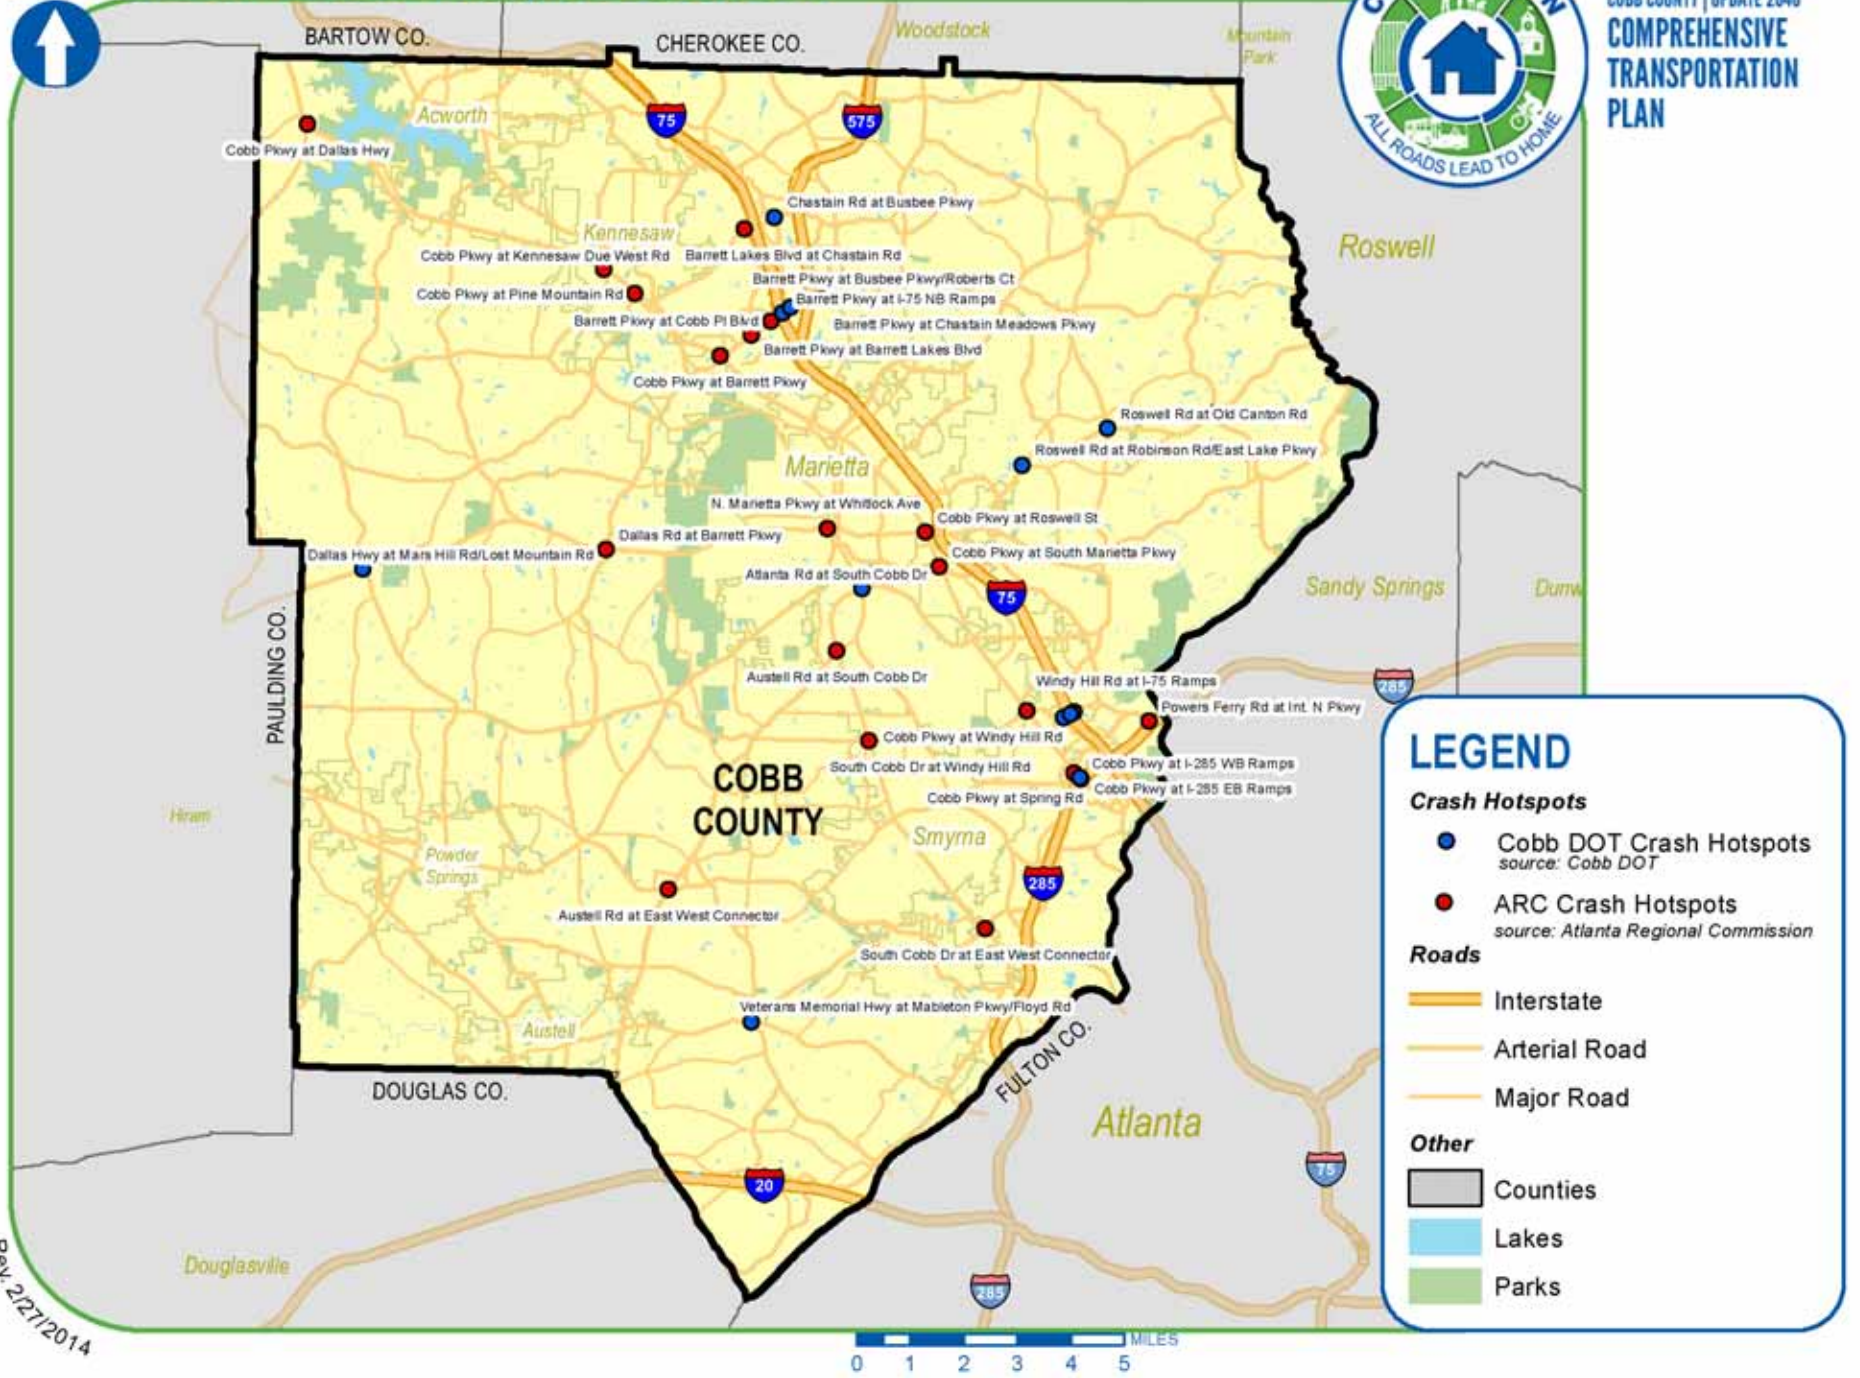 COBB COUNTY | UPDATE 2040
COMPREHENSIVE
TRANSPORTATION
PLAN
ALL ROADS LEAD TO HOME
BARTOW CO.
CHEROKEE CO.
Woodstock
Mountain
Park
Acworth
75
575
Cobb Pkwy at Dallas Hwy
Chastain Rd at Busbee Pkwy
Kennesaw
Roswell
Cobb Pkwy at Kennesaw Due West Rd
Barrett Lakes Blvd at Chastain Rd
Barrett Pkwy at Busbee Pkwy/Roberts Ct
Cobb Pkwy at Pine Mountain Rd
Barrett Pkwy at I-75 NB Ramps
Barrett Pkwy at Cobb Pl Blvd
Barrett Pkwy at Chastain Meadows Pkwy
Barrett Pkwy at Barrett Lakes Blvd
Cobb Pkwy at Barrett Pkwy
Roswell Rd at Old Canton Rd
Roswell Rd at Robinson Rd/East Lake Pkwy
Marietta
N. Marietta Pkwy at Whitlock Ave
Cobb Pkwy at Roswell St
Dallas Rd at Barrett Pkwy
Dallas Hwy at Mars Hill Rd/Lost Mountain Rd
Cobb Pkwy at South Marietta Pkwy
Atlanta Rd at South Cobb Dr
75
Sandy Springs
Dunw
PAULDING CO.
Austell Rd at South Cobb Dr
Windy Hill Rd at I-75 Ramps
285
Powers Ferry Rd at Int. N Pkwy
Cobb Pkwy at Windy Hill Rd
South Cobb Dr at Windy Hill Rd
Cobb Pkwy at I-285 WB Ramps
Cobb Pkwy at I-285 EB Ramps
Cobb Pkwy at Spring Rd
COBB
COUNTY
Hiram
Smyrna
Powder
Springs
285
Austell Rd at East West Connector
South Cobb Dr at East West Connector
Veterans Memorial Hwy at Mableton Pkwy/Floyd Rd
Austell
DOUGLAS CO.
FULTON CO.
Atlanta
75
20
Douglasville
285
LEGEND
Crash Hotspots
Cobb DOT Crash Hotspots
source: Cobb DOT
ARC Crash Hotspots
source: Atlanta Regional Commission
Roads
Interstate
Arterial Road
Major Road
Other
Counties
Lakes
Parks
Rev. 2/27/2014
MILES
0 1 2 3 4 5